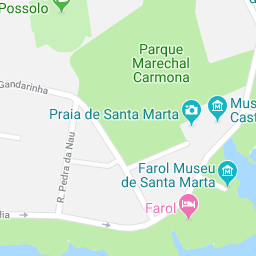 Possolo
Parque
Marechal
Carmona
Gandarinha
Praia de Santa Marta
Mus
Cast
R. Pedra da Nau
Farol Museu
de Santa Marta
Farol
dia